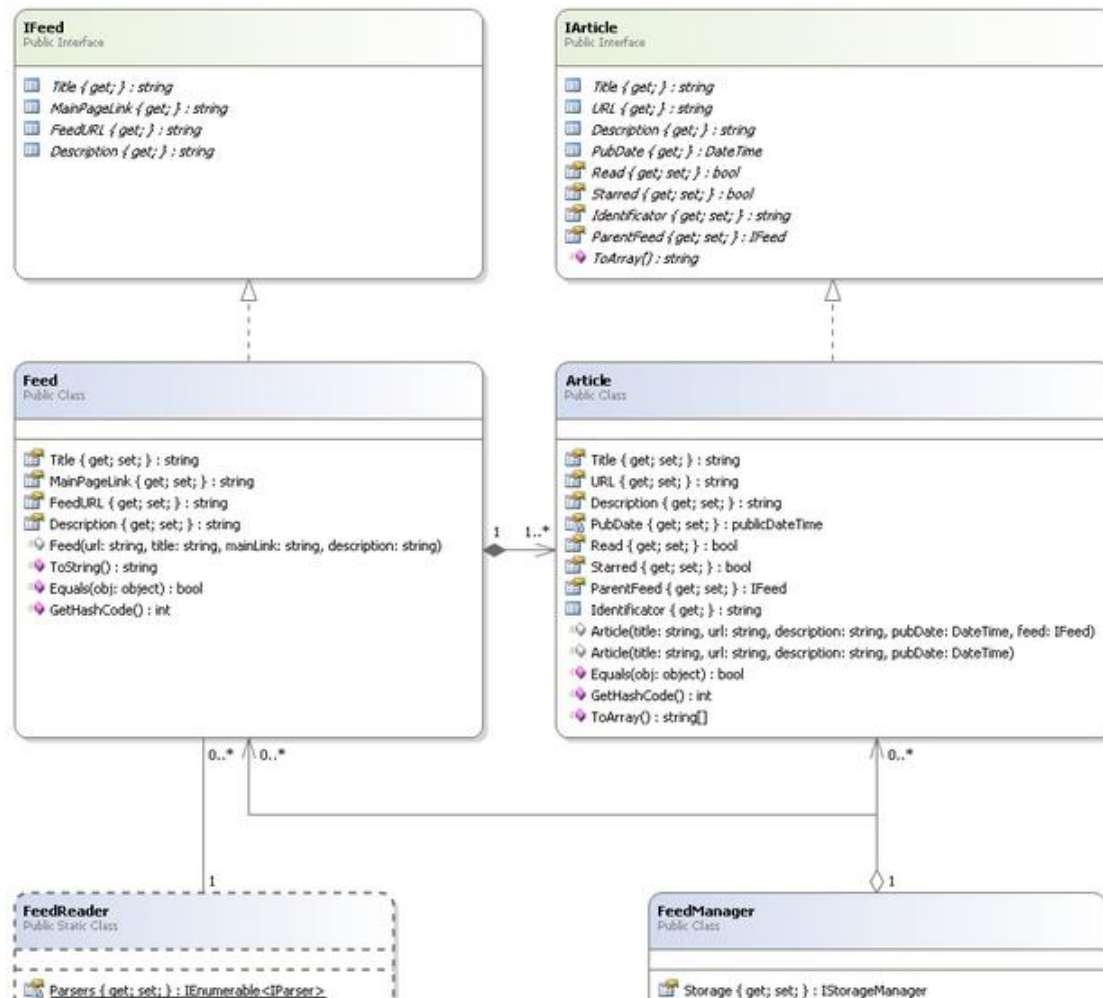 IFeed
Public Interface
Title { get; } : string
MainPageLink { get; } : string
FeedURL { get; } : string
Description { get; } : string
IArticle
Public Interface
Title { get; } : string
URL { get; } : string
Description { get; } : string
PubDate { get; } : DateTime
Read { get; set; } : bool
Starred { get; set; } : bool
Identificator { get; set; } : string
ParentFeed { get; set; } : IFeed
ToArray() : string
Feed
Public Class
Title { get; set; } : string
MainPageLink { get; set; } : string
FeedURL { get; set; } : string
Description { get; set; } : string
Feed(url: string, title: string, mainLink: string, description: string)
ToString() : string
Equals(obj: object) : bool
GetHashCode() : int
1 1..*
Article
Public Class
Title { get; set; } : string
URL { get; set; } : string
Description { get; set; } : string
PubDate { get; set; } : publicDateTime
Read { get; set; } : bool
Starred { get; set; } : bool
ParentFeed { get; set; } : IFeed
Identificator { get; } : string
Article(title: string, url: string, description: string, pubDate: DateTime, feed: IFeed)
Article(title: string, url: string, description: string, pubDate: DateTime)
Equals(obj: object) : bool
GetHashCode() : int
ToArray() : string[]
0..* 0..*
0..*
1
1
FeedReader
Public Static Class
Parsers { get; set; } : IEnumerable<IParser>
FeedManager
Public Class
Storage { get; set; } : IStorageManager